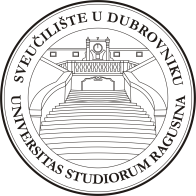 SVEUČILIŠTE U DUBROVNIKU
UNIVERSITAS STUDIORUM RAGUSINA